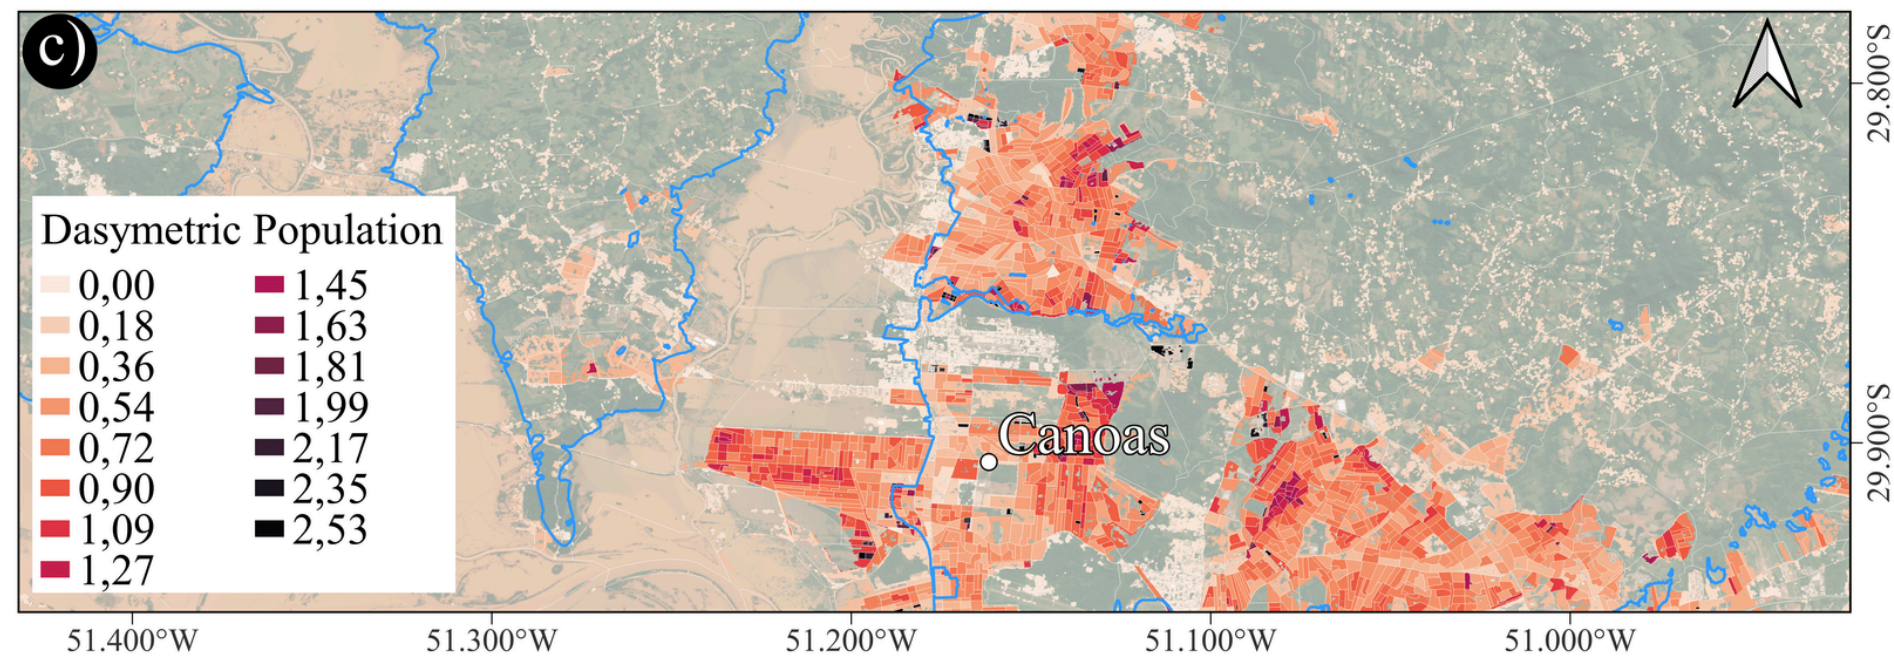 c)
29.800°S
Dasymetric Population
0,00 1,45
0,18 1,63
0,36 1,81
0,54 1,99
0,72 2,17
0,90 2,35
1,09 2,53
1,27
Canoas
29.900°S
51.400°W 51.300°W 51.200°W 51.100°W 51.000°W